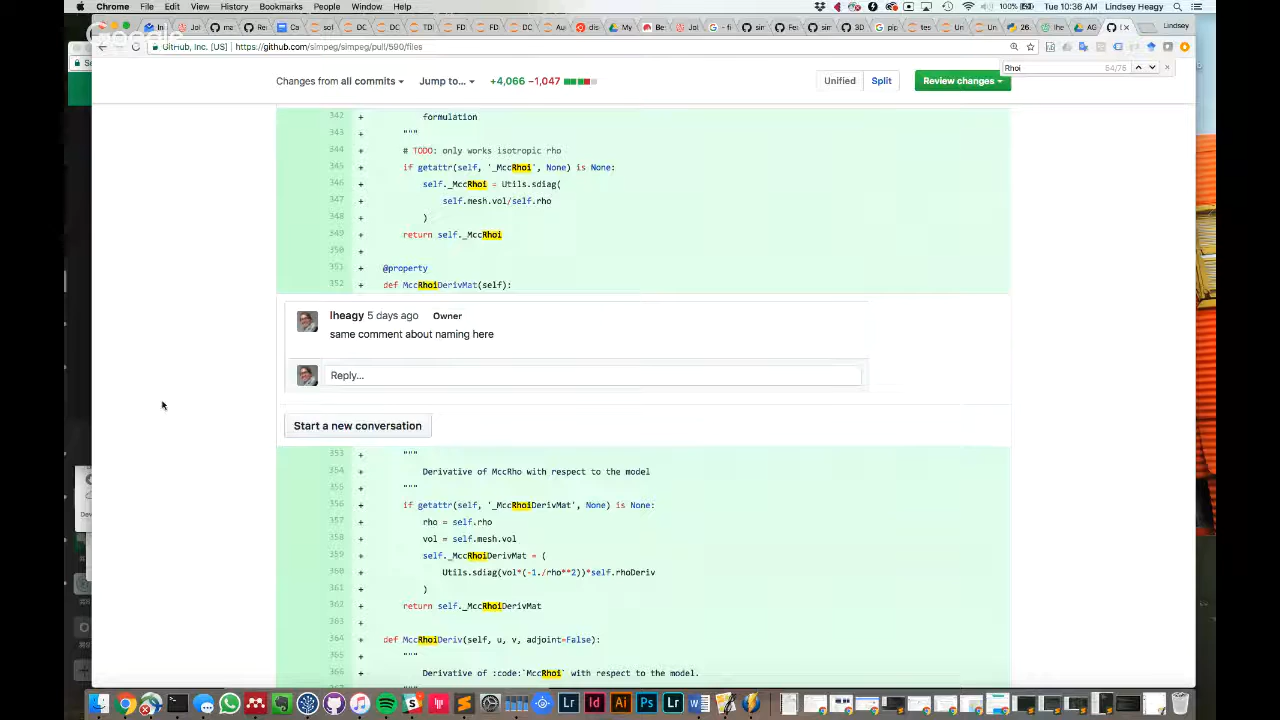 Chrome File Edit View History Bookmarks People Window Help
100% Tue 10:36 AM Lindsey Heagy
Lindsey
GitHub, Inc. [US] https://github.com/simpeg/simpeg/pull/590/files
Rhoi 54/75
Changes from all commits Jump to... +4,066 −1,047 Unified Split Review changes
342 + formulation
343 + """
344 + # TODO: only works isotropic rho
345 + if getattr(self, '_MccRhoi', None) is None:
346 + self._MccRhoi = Utils.sdiag(
347 + self.mesh.vol/self.rho
348 + )
349 + return self._MccRhoi
350 +
351 + @property
352 + def MccRhoiDerivMat(self):
lheagy 5 days ago Owner
same comment about naming here
Reply...
Start a new conversation
353 + """
354 + Derivative of MccRho with respect to the model
355 + """
356 + if getattr(self, '_MccRhoiDerivMat', None) is None:
357 + rho = self.rho
358 + vol = self.mesh.vol
359 + self._MccRhoiDerivMat = (
360 + Utils.sdiag(vol*(-1./rho**2))*self.rhoDeriv
361 + )
362 + return self._MccRhoiDerivMat
363 +
364 + def MccRhoiDeriv(self, u, v, adjoint=False):
365 + """
366 + Derivative of :code:`MccRhoi` with respect to the model.